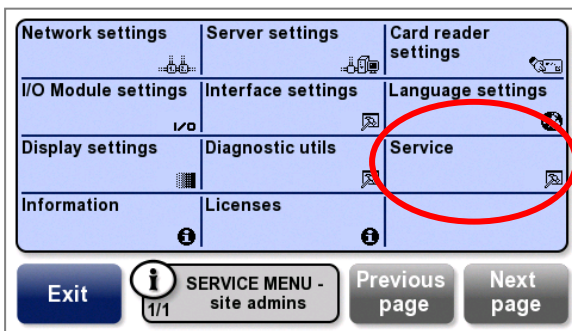 Network settings
Server settings
Card reader
settings
I/O Module settings
I/O
Interface settings
Language settings
Display settings
Diagnostic utils
Service
Information
Licenses
Exit
i
1/1
SERVICE MENU -
site admins
Previous
page
Next
page